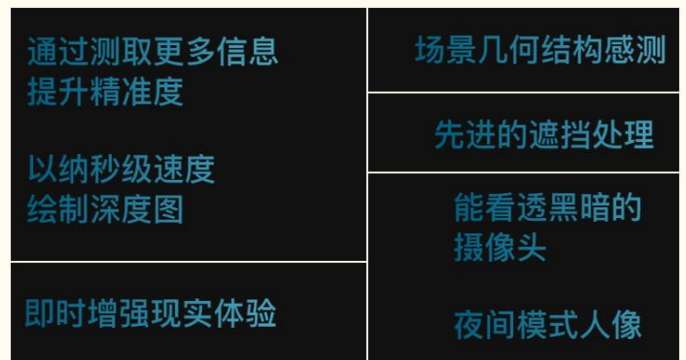 通过测取更多信息
提升精准度
以纳秒级速度
绘制深度图
即时增强现实体验
场景几何结构感测
先进的遮挡处理
能看透黑暗的
摄像头
夜间模式人像